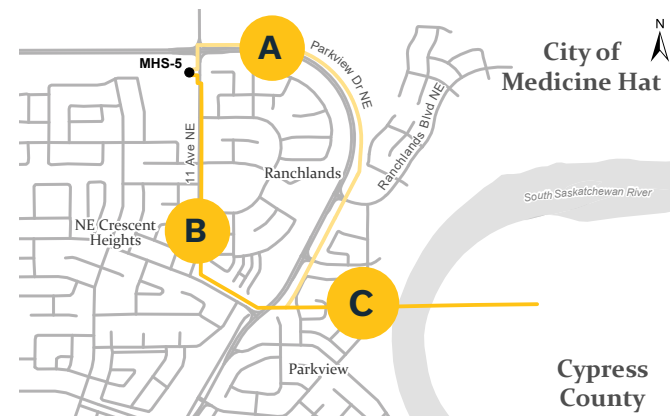 N
City of
Medicine Hat
A
MHS-5
Parkview Dr NE
11 Ave NE
Ranchlands Blvd NE
Ranchlands
South Saskatchewan River
NE Crescent
Heights
B
C
Parkview
Cypress
County